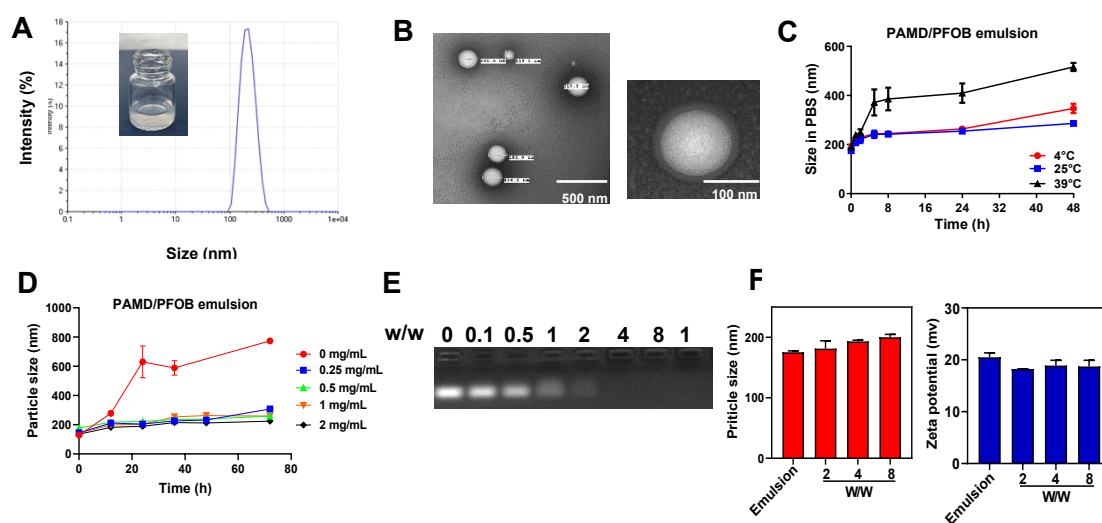 A
Intensity (%)
Intensity (%)
18
16
14
12
10
8
6
4
2
0
0.1
1
10
100
1000
1e+04
Size (nm)
B
500 nm
100 nm
C
PAMD/PFOB emulsion
Size in PBS (nm)
600
400
200
0
0
8
16
24
32
40
48
Time (h)
4°C
25°C
39°C
D
PAMD/PFOB emulsion
Particle size (nm)
1000
800
600
400
200
0
0
20
40
60
80
Time (h)
0 mg/mL
0.25 mg/mL
0.5 mg/mL
1 mg/mL
2 mg/mL
E
w/w 0 0.1 0.5 1 2 4 8 1
F
Priticle size (nm)
200
100
0
Emulsion
2
4
8
W/W
Zeta potential (mv)
30
20
10
0
Emulsion
2
4
8
W/W